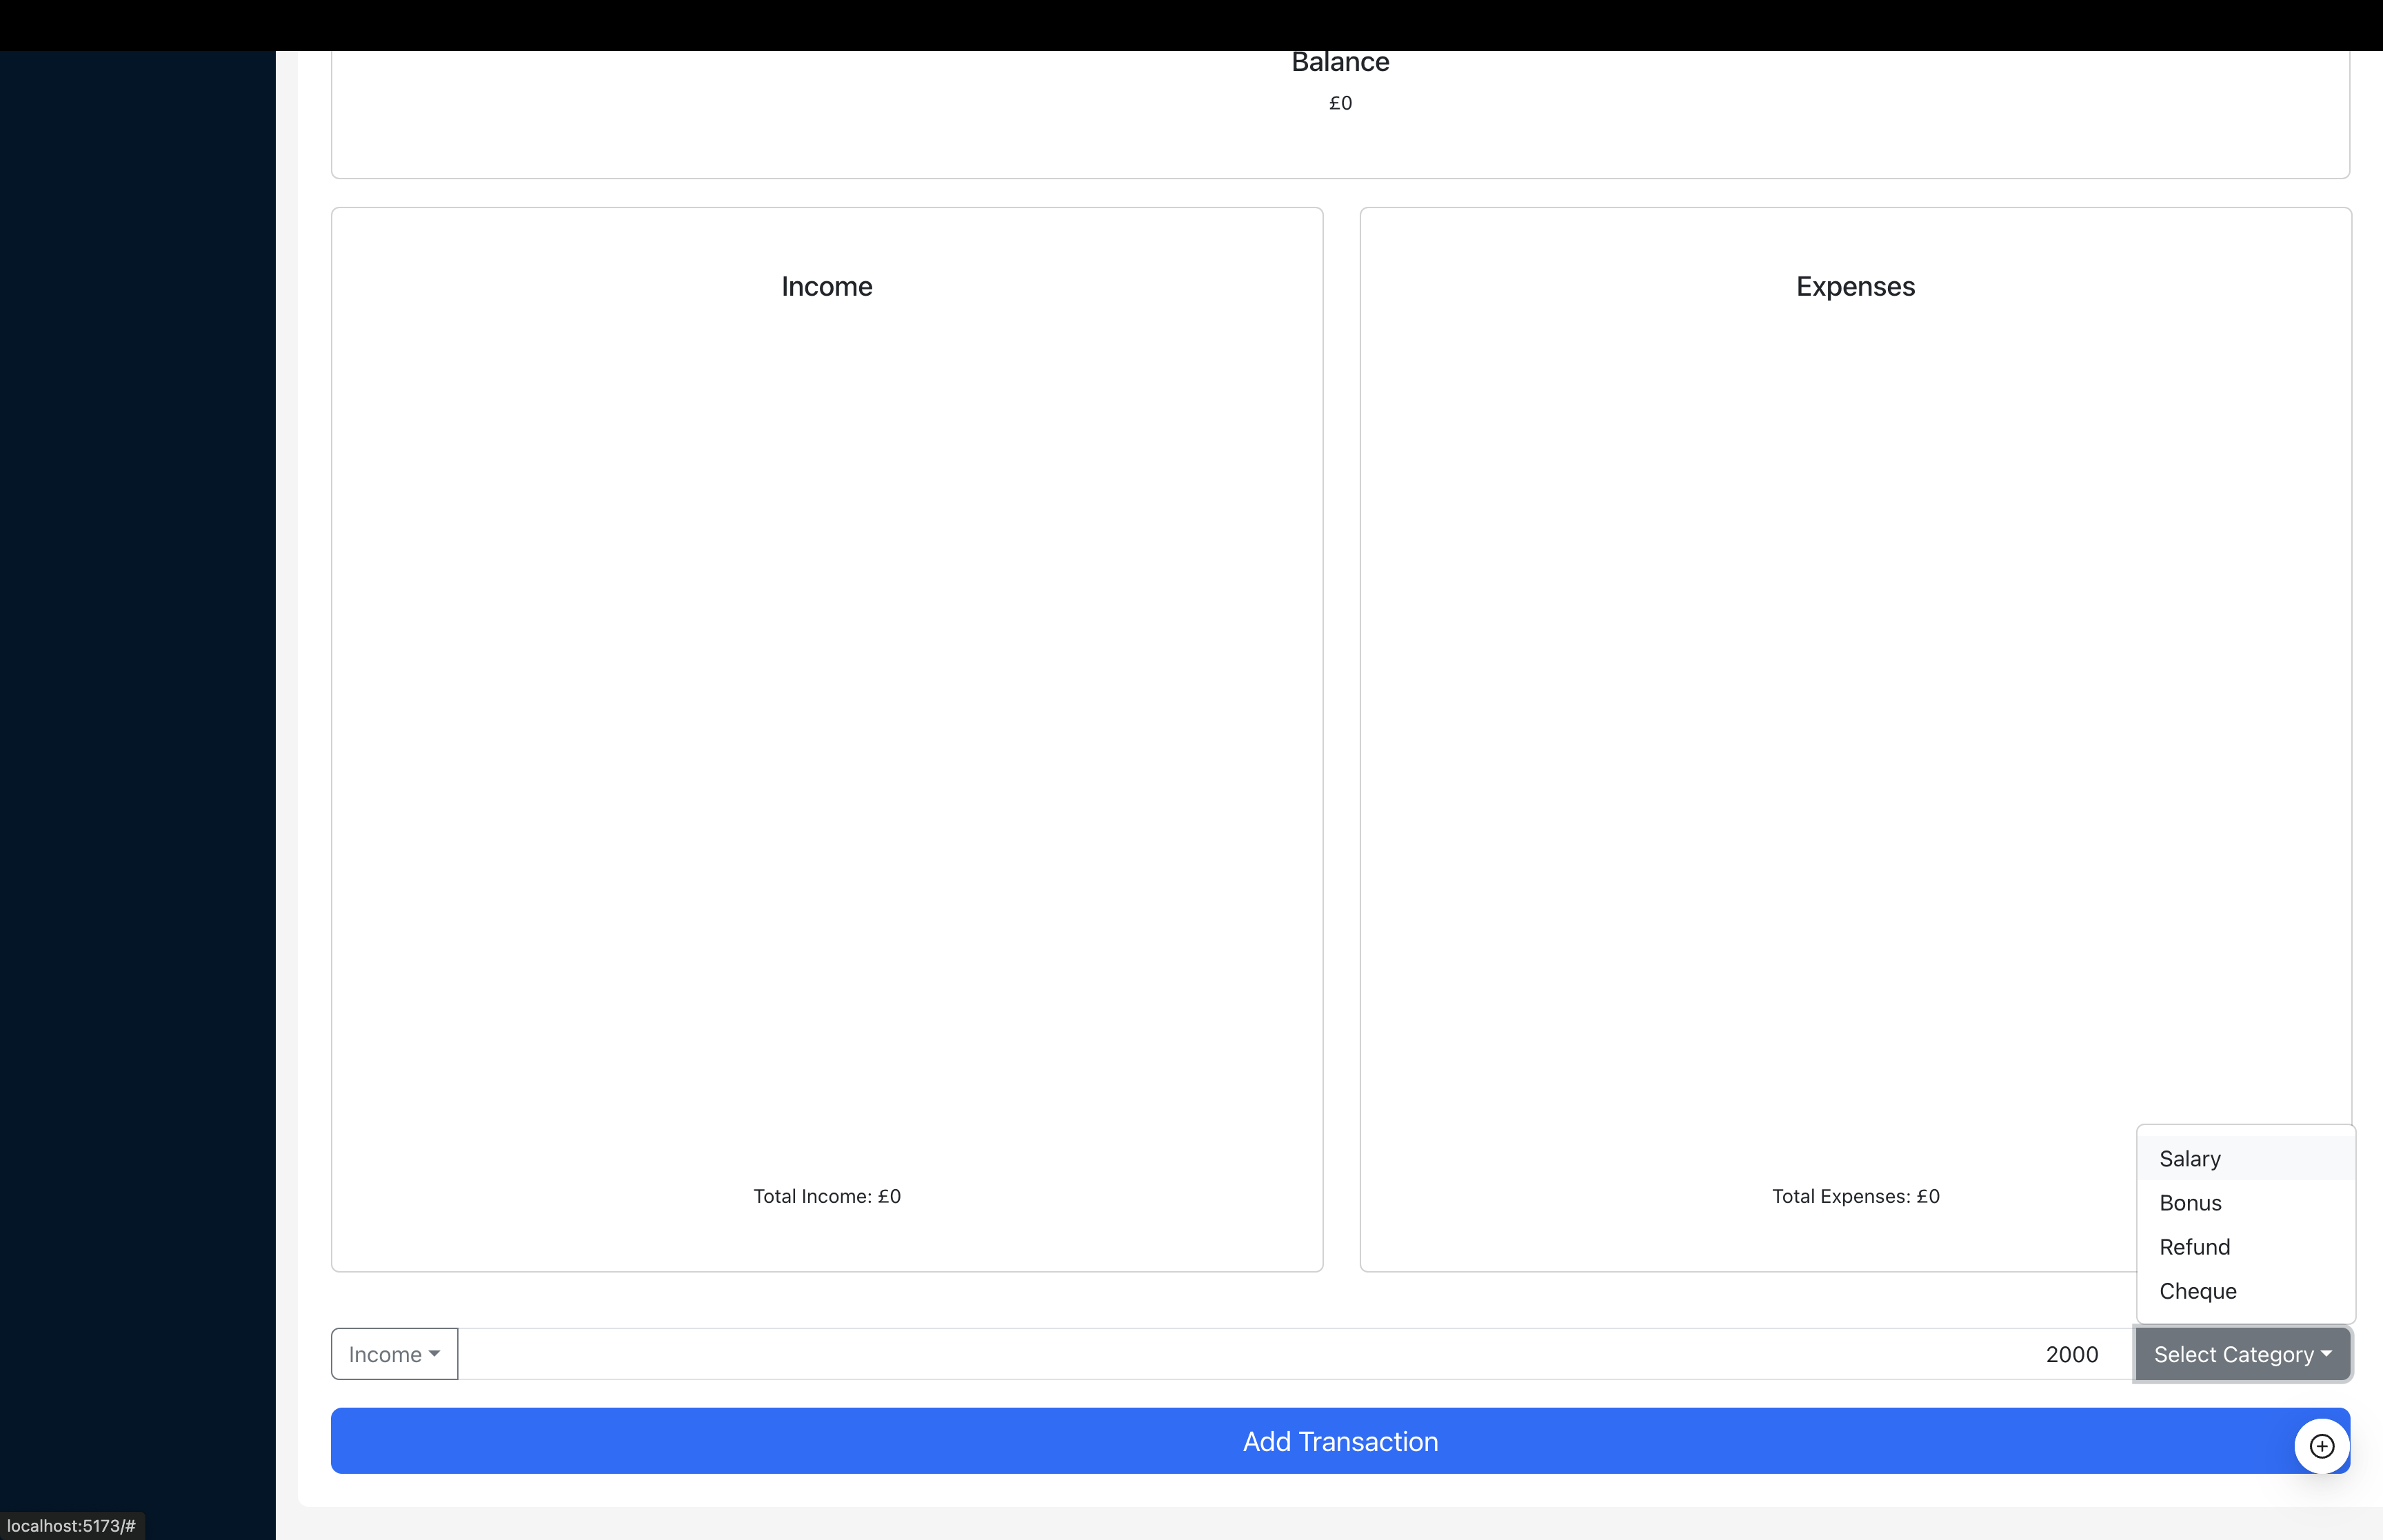 Balance
£0
Income
Expenses
Total Income: £0
Total Expenses: £0
Salary
Bonus
Refund
Cheque
Income
2000
Select Category
Add Transaction
localhost:5173/#